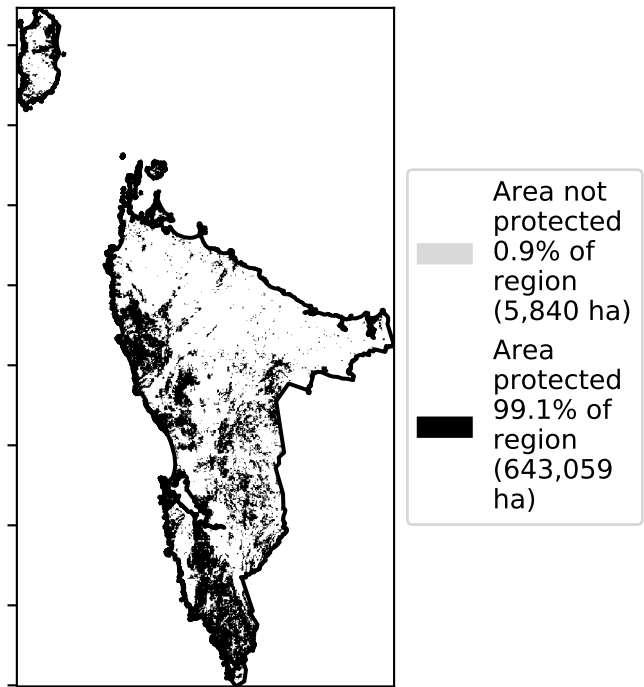 Area not
protected
0.9% of
region
(5,840 ha)
Area
protected
99.1% of
region
(643,059
ha)